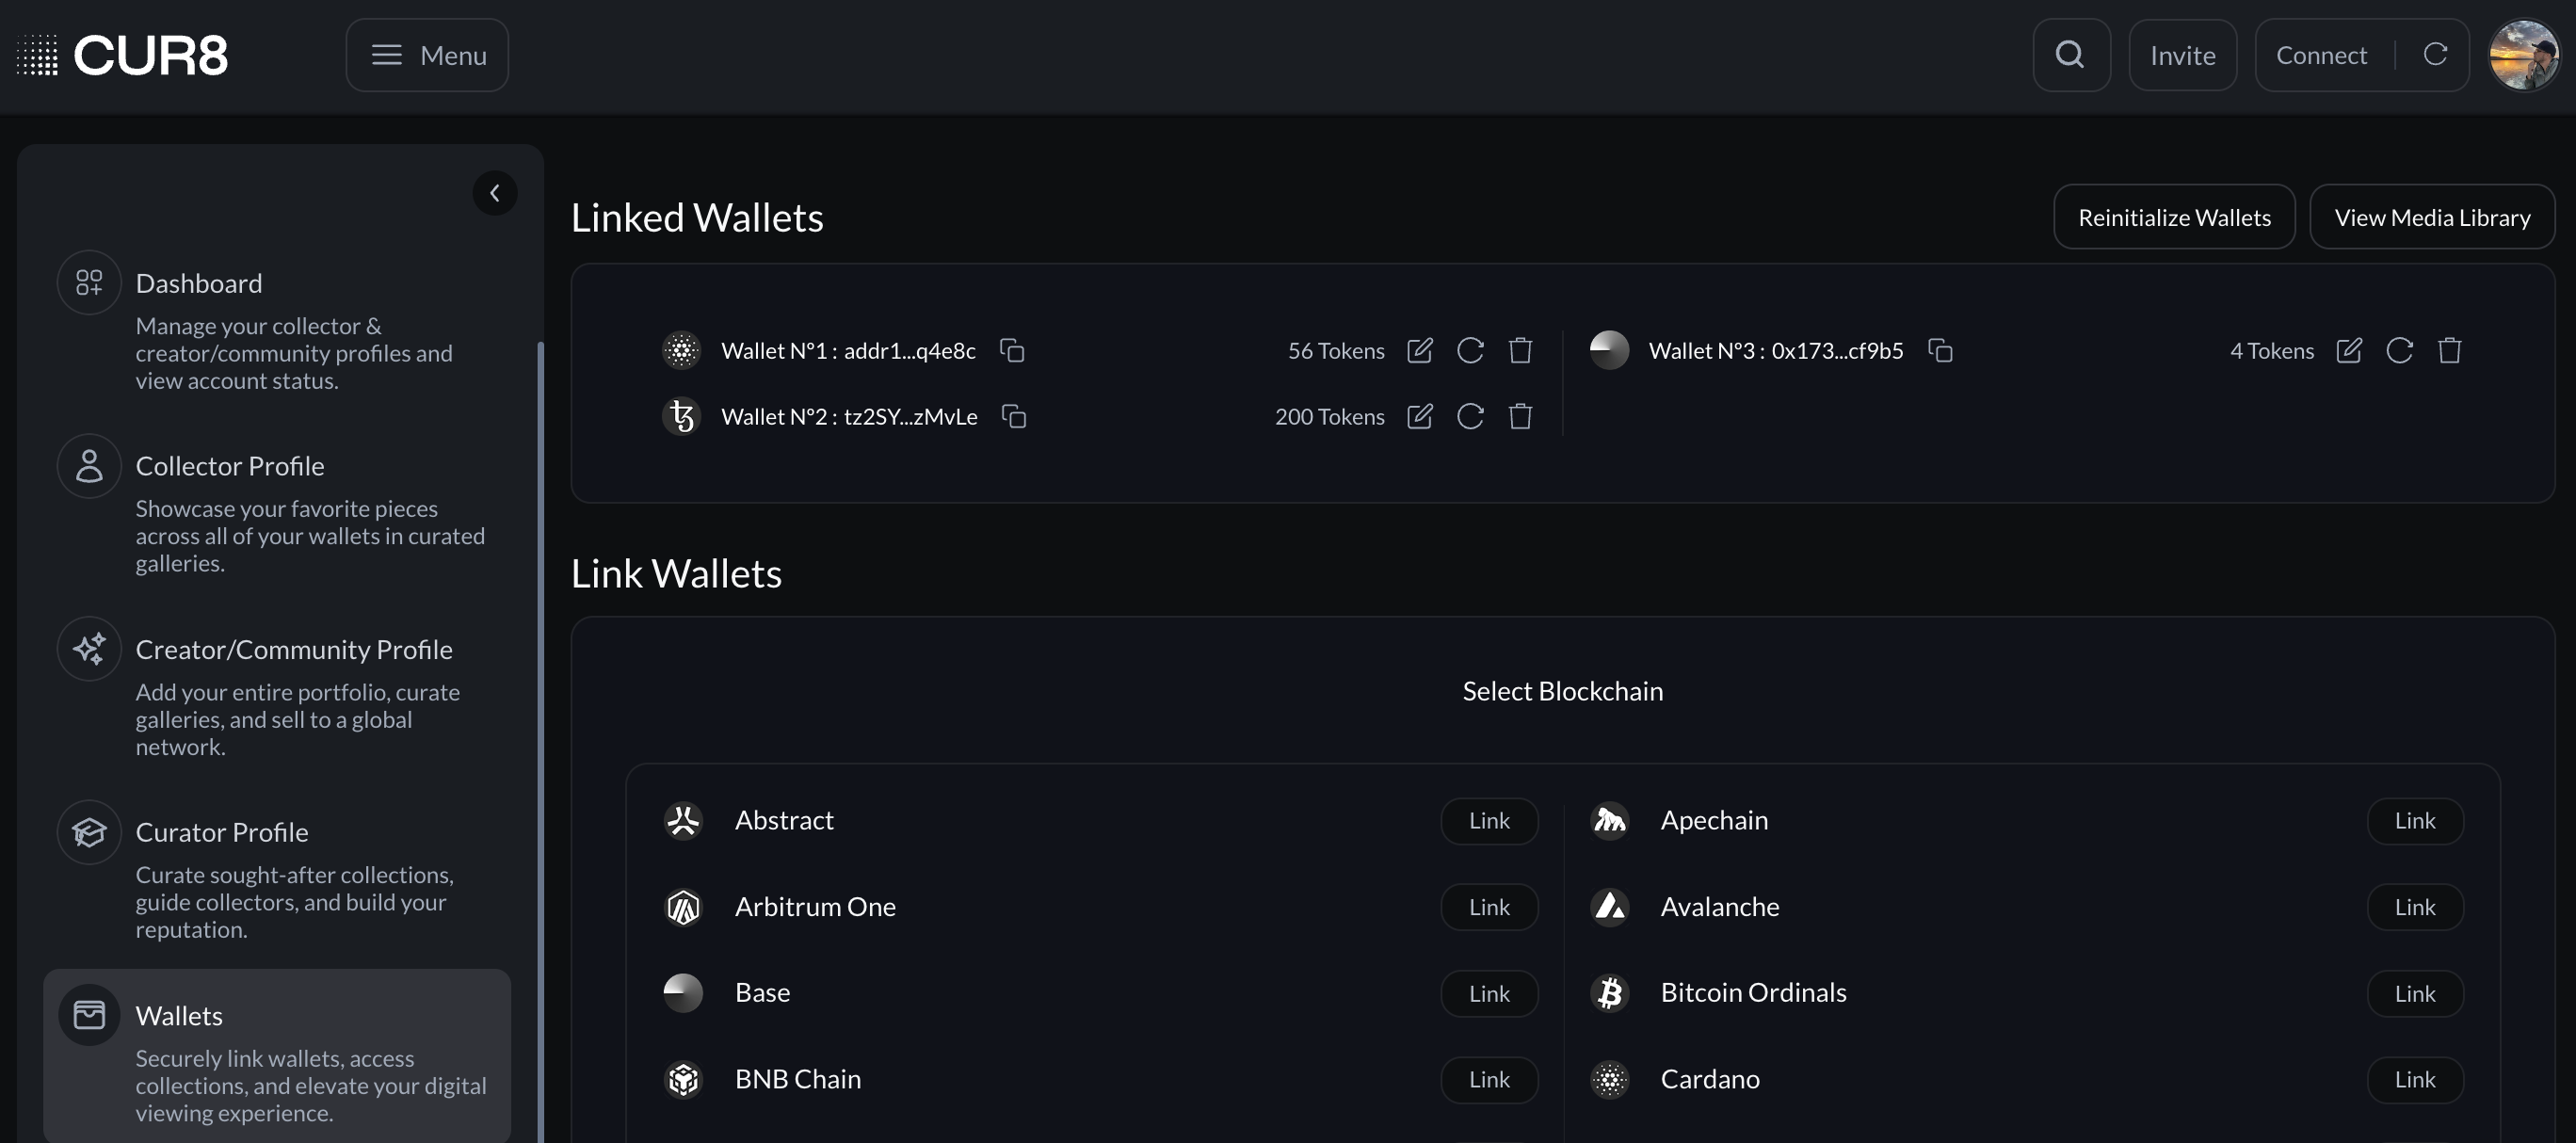 CUR8
Menu
Invite
Connect
Dashboard
Manage your collector &
creator/community profiles and
view account status.
Collector Profile
Showcase your favorite pieces
across all of your wallets in curated
galleries.
Creator/Community Profile
Add your entire portfolio, curate
galleries, and sell to a global
network.
Curator Profile
Curate sought-after collections,
guide collectors, and build your
reputation.
Wallets
Securely link wallets, access
collections, and elevate your digital
viewing experience.
Linked Wallets
Reinitialize Wallets
View Media Library
Wallet Nº1 : addr1...q4e8c
56 Tokens
Wallet Nº3 : 0x173...cf9b5
4 Tokens
Wallet Nº2 : tz2SY...zMvLe
200 Tokens
Link Wallets
Select Blockchain
Abstract
Link
Apechain
Link
Arbitrum One
Link
Avalanche
Link
Base
Link
Bitcoin Ordinals
Link
BNB Chain
Link
Cardano
Link